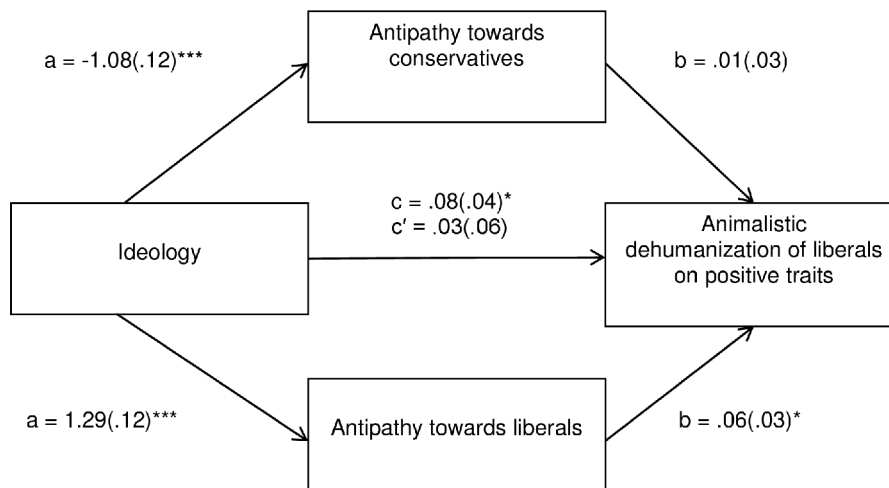 Antipathy towards
conservatives
a = -1.08(.12)***
b = .01(.03)
c = .08(.04)*
c′ = .03(.06)
Ideology
Animalistic
dehumanization of liberals
on positive traits
a = 1.29(.12)***
Antipathy towards liberals
b = .06(.03)*